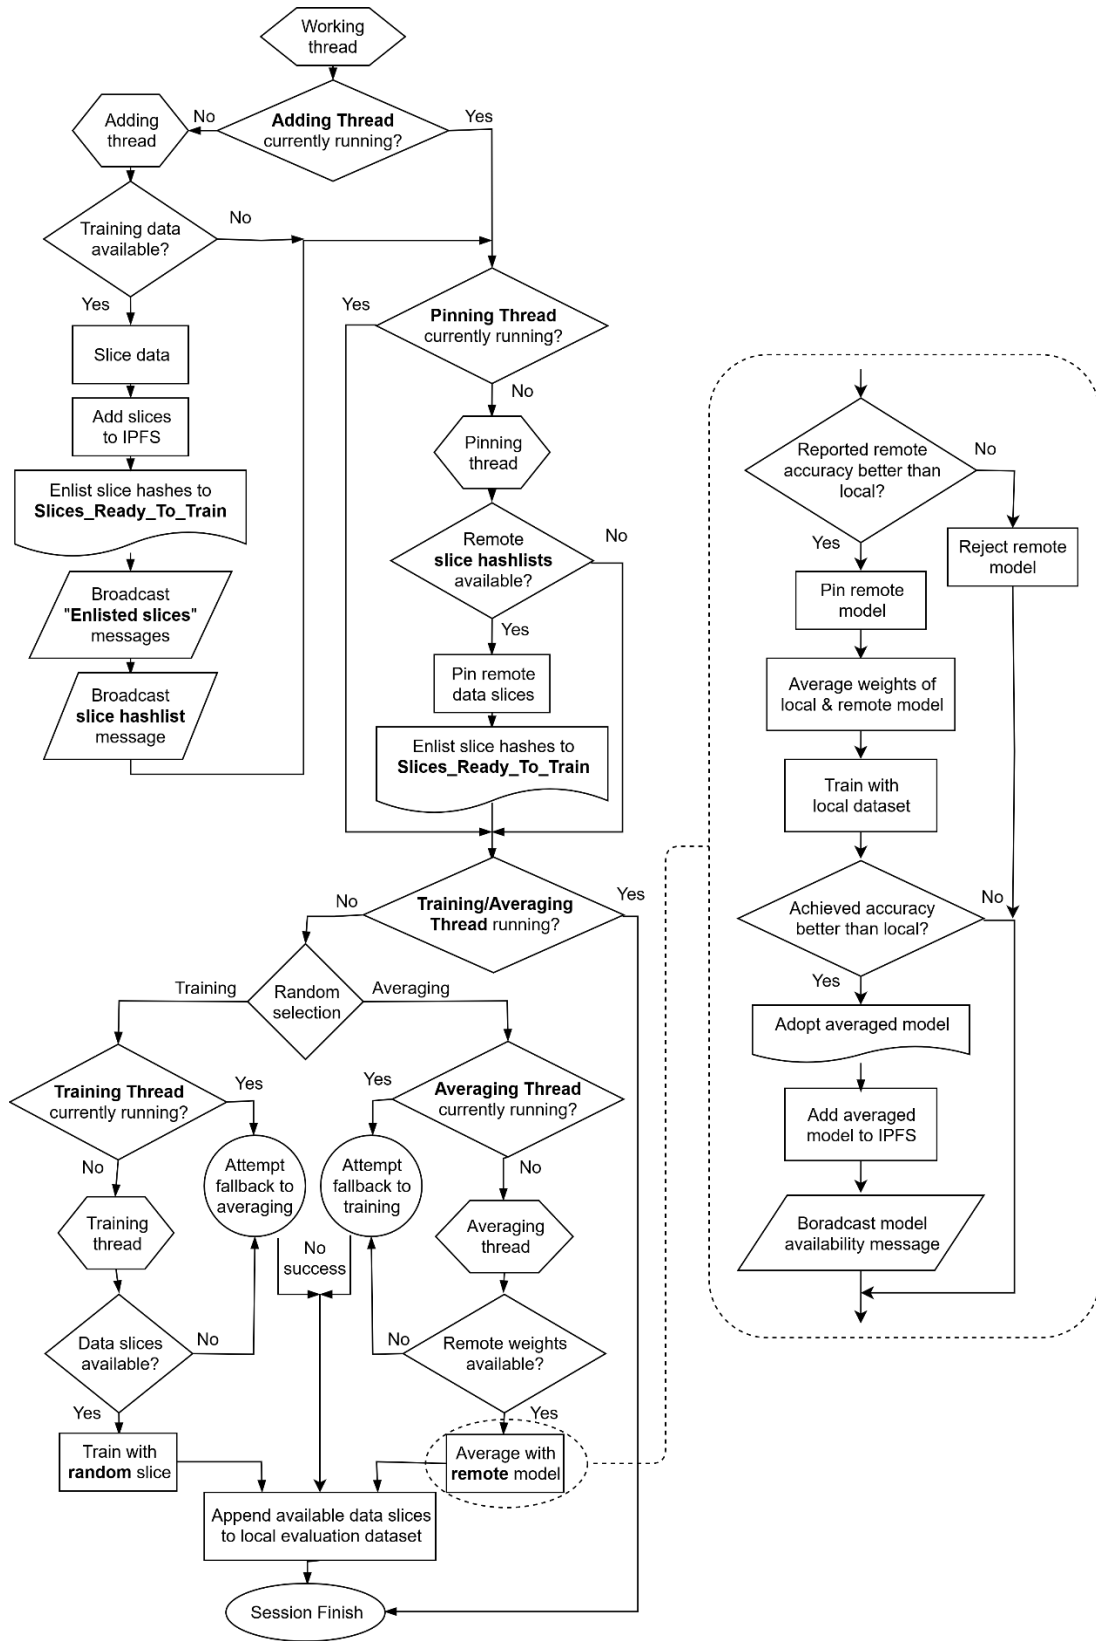 Working
thread
No
Yes
Adding Thread
currently running?
Adding
thread
Training data
available?
No
Yes
Slice data
Add slices
to IPFS
Enlist slice hashes to
Slices_Ready_To_Train
Broadcast
"Enlisted slices"
messages
Broadcast
slice hashlist
message
Yes
Pinning Thread
currently running?
No
Pinning
thread
Remote
slice hashlists
available?
No
Yes
Pin remote
data slices
Enlist slice hashes to
Slices_Ready_To_Train
No
Training/Averaging
Thread running?
Yes
Training
Random
selection
Averaging
Training Thread
currently running?
Yes
No
Attempt
fallback to
averaging
Training
thread
Data slices
available?
No
Yes
Train with
random slice
Yes
Averaging Thread
currently running?
No
Attempt
fallback to
training
Averaging
thread
No
success
No
Remote weights
available?
Yes
Average with
remote model
Append available data slices
to local evaluation dataset
Session Finish
Reported remote
accuracy better than
local?
No
Yes
Reject remote
model
Pin remote
model
Average weights of
local & remote model
Train with
local dataset
Achieved accuracy
better than local?
No
Yes
Adopt averaged model
Add averaged
model to IPFS
Boradcast model
availability message